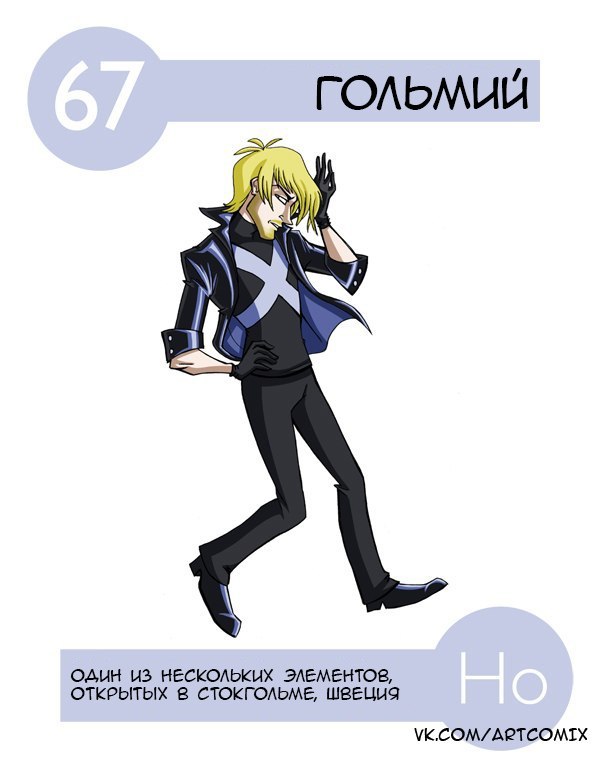 67
ГОЛЬМИЙ
ОДИН ИЗ НЕСКОЛЬКИХ ЭЛЕМЕНТОВ,
ОТКРЫТЫХ В СТОКГОЛЬМЕ, ШВЕЦИЯ
Ho
VK.COM/ARTCOMIX